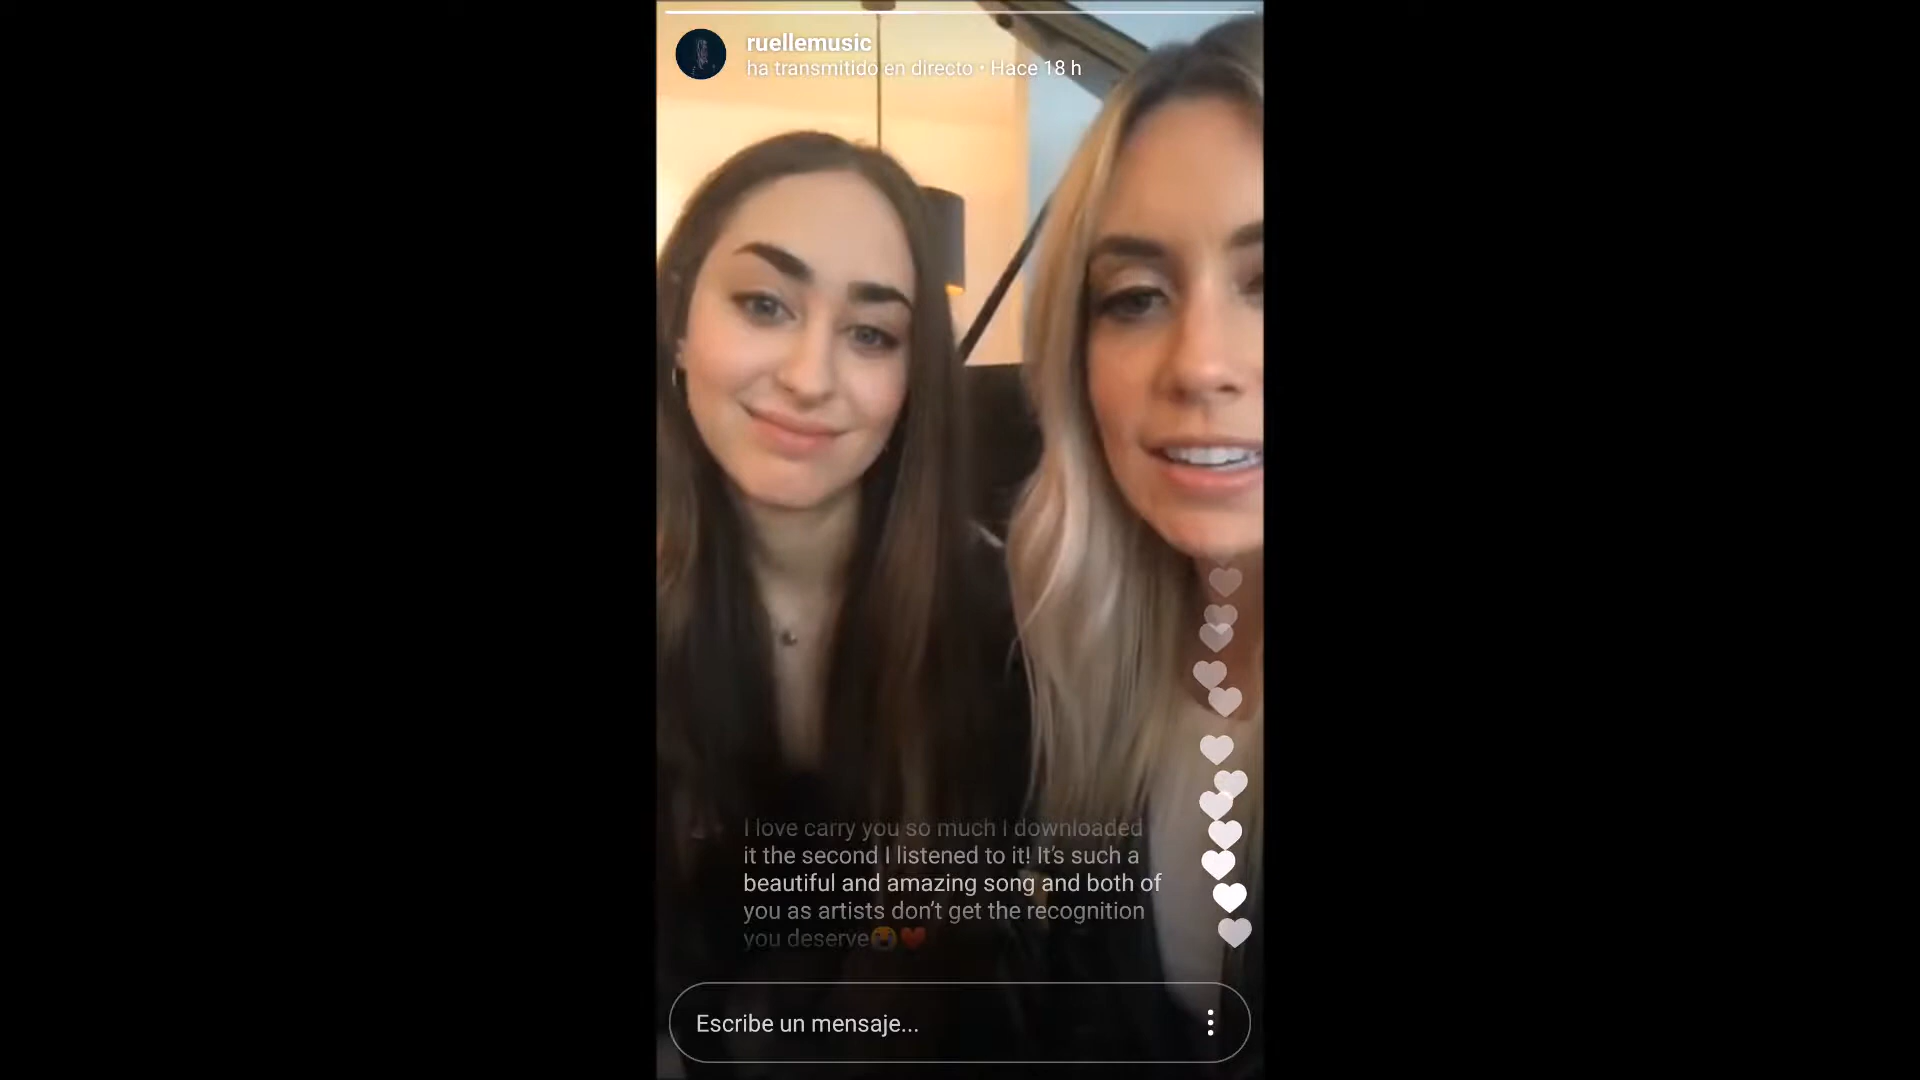 ruellemusic
ha transmitido en directo • Hace 18 h
I love carry you so much I downloaded
it the second I listened to it! It's such a
beautiful and amazing song and both of
you as artists don't get the recognition
you deserve😭❤️
Escribe un mensaje...